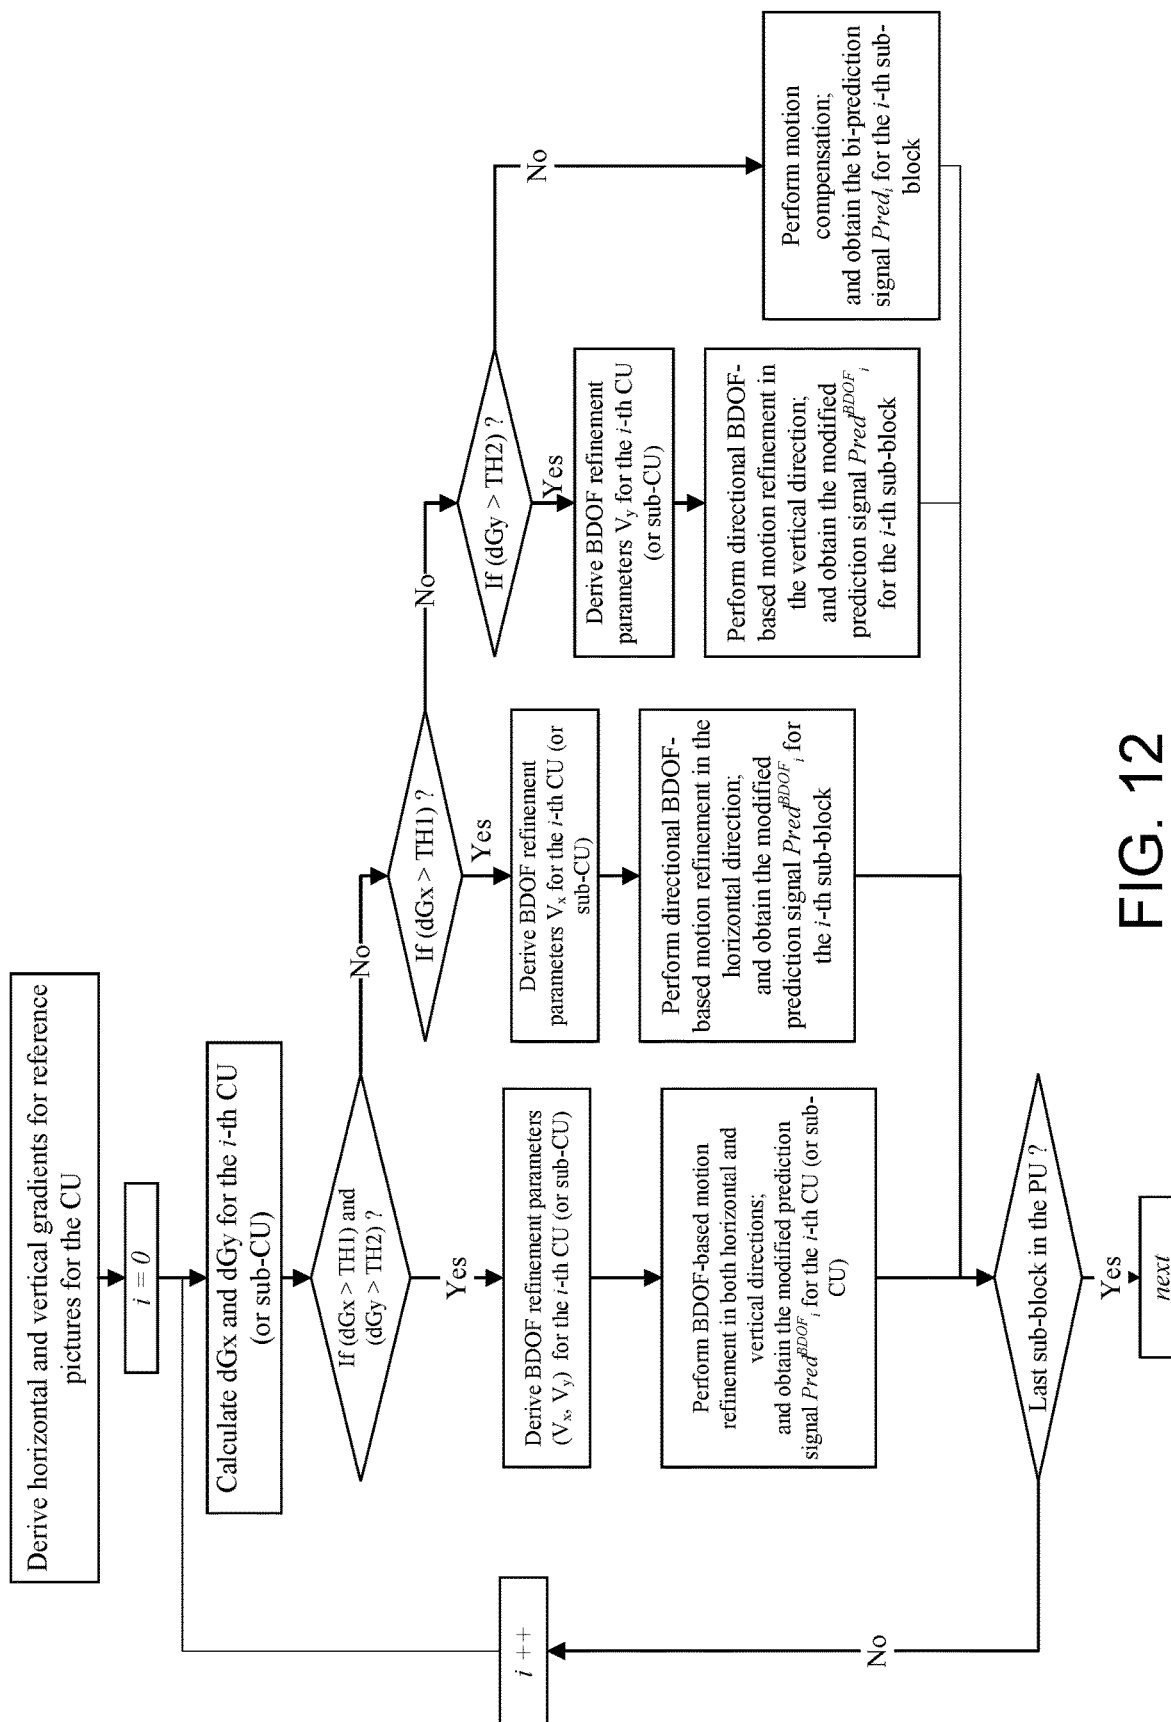 Derive horizontal and vertical gradients for reference
pictures for the CU
i = 0
Calculate dGx and dGy for the i-th CU
(or sub-CU)
If (dGx > TH1) and
(dGy > TH2) ?
No
Yes
If (dGx > TH1) ?
No
Yes
If (dGy > TH2) ?
No
Yes
Derive BDOF refinement parameters
(Vx, Vy) for the i-th CU (or sub-CU)
Derive BDOF refinement
parameters Vx for the i-th CU (or
sub-CU)
Derive BDOF refinement
parameters Vy for the i-th CU
(or sub-CU)
Perform BDOF-based motion
refinement in both horizontal and
vertical directions;
and obtain the modified prediction
signal Pred^BDOF_i for the i-th CU (or sub-
CU)
Perform directional BDOF-
based motion refinement in the
horizontal direction;
and obtain the modified
prediction signal Pred^BDOF_i for
the i-th sub-block
Perform directional BDOF-
based motion refinement in
the vertical direction;
and obtain the modified
prediction signal Pred^BDOF_i
for the i-th sub-block
Perform motion
compensation;
and obtain the bi-prediction
signal Pred_i for the i-th sub-
block
Last sub-block in the PU ?
No
Yes
i ++
next
FIG. 12